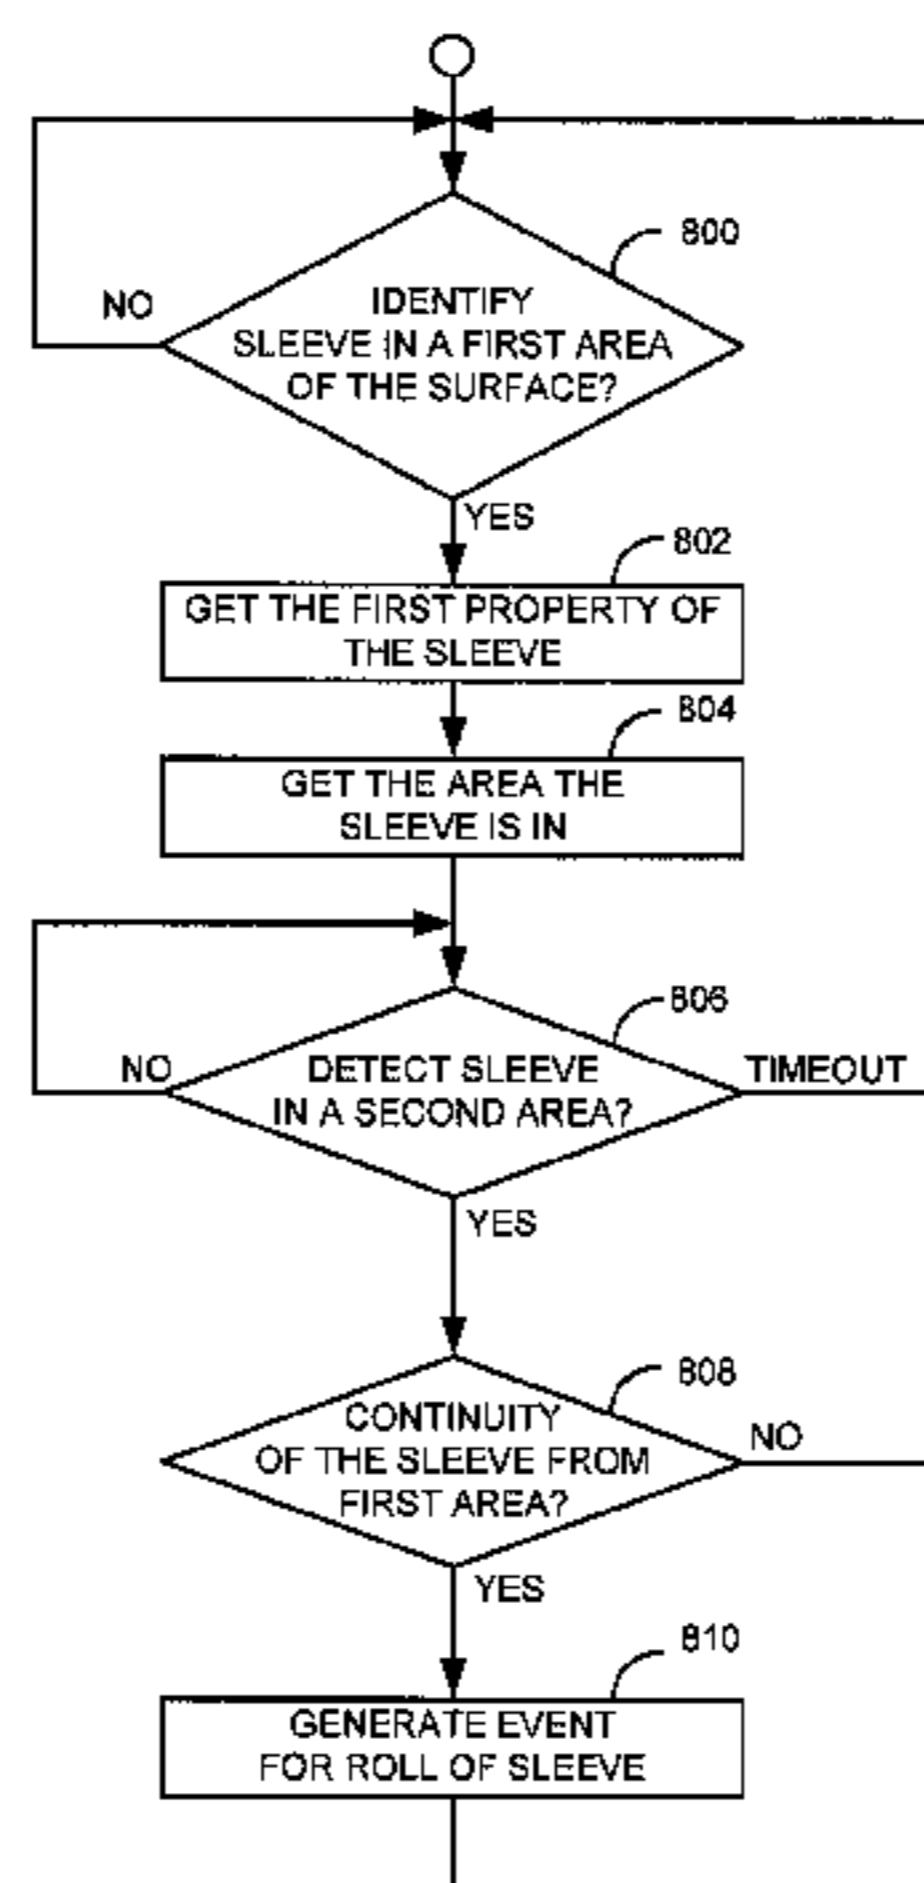 800
NO
IDENTIFY
SLEEVE IN A FIRST AREA
OF THE SURFACE?
YES
802
GET THE FIRST PROPERTY OF
THE SLEEVE
804
GET THE AREA THE
SLEEVE IS IN
806
NO
DETECT SLEEVE
IN A SECOND AREA?
TIMEOUT
YES
808
CONTINUITY
OF THE SLEEVE FROM
FIRST AREA?
NO
YES
810
GENERATE EVENT
FOR ROLL OF SLEEVE